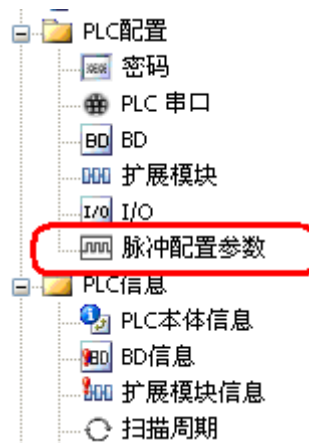 PLC配置
密码
PLC 串口
BD BD
扩展模块
I/O I/O
脉冲配置参数
PLC信息
PLC本体信息
BD BD信息
扩展模块信息
扫描周期